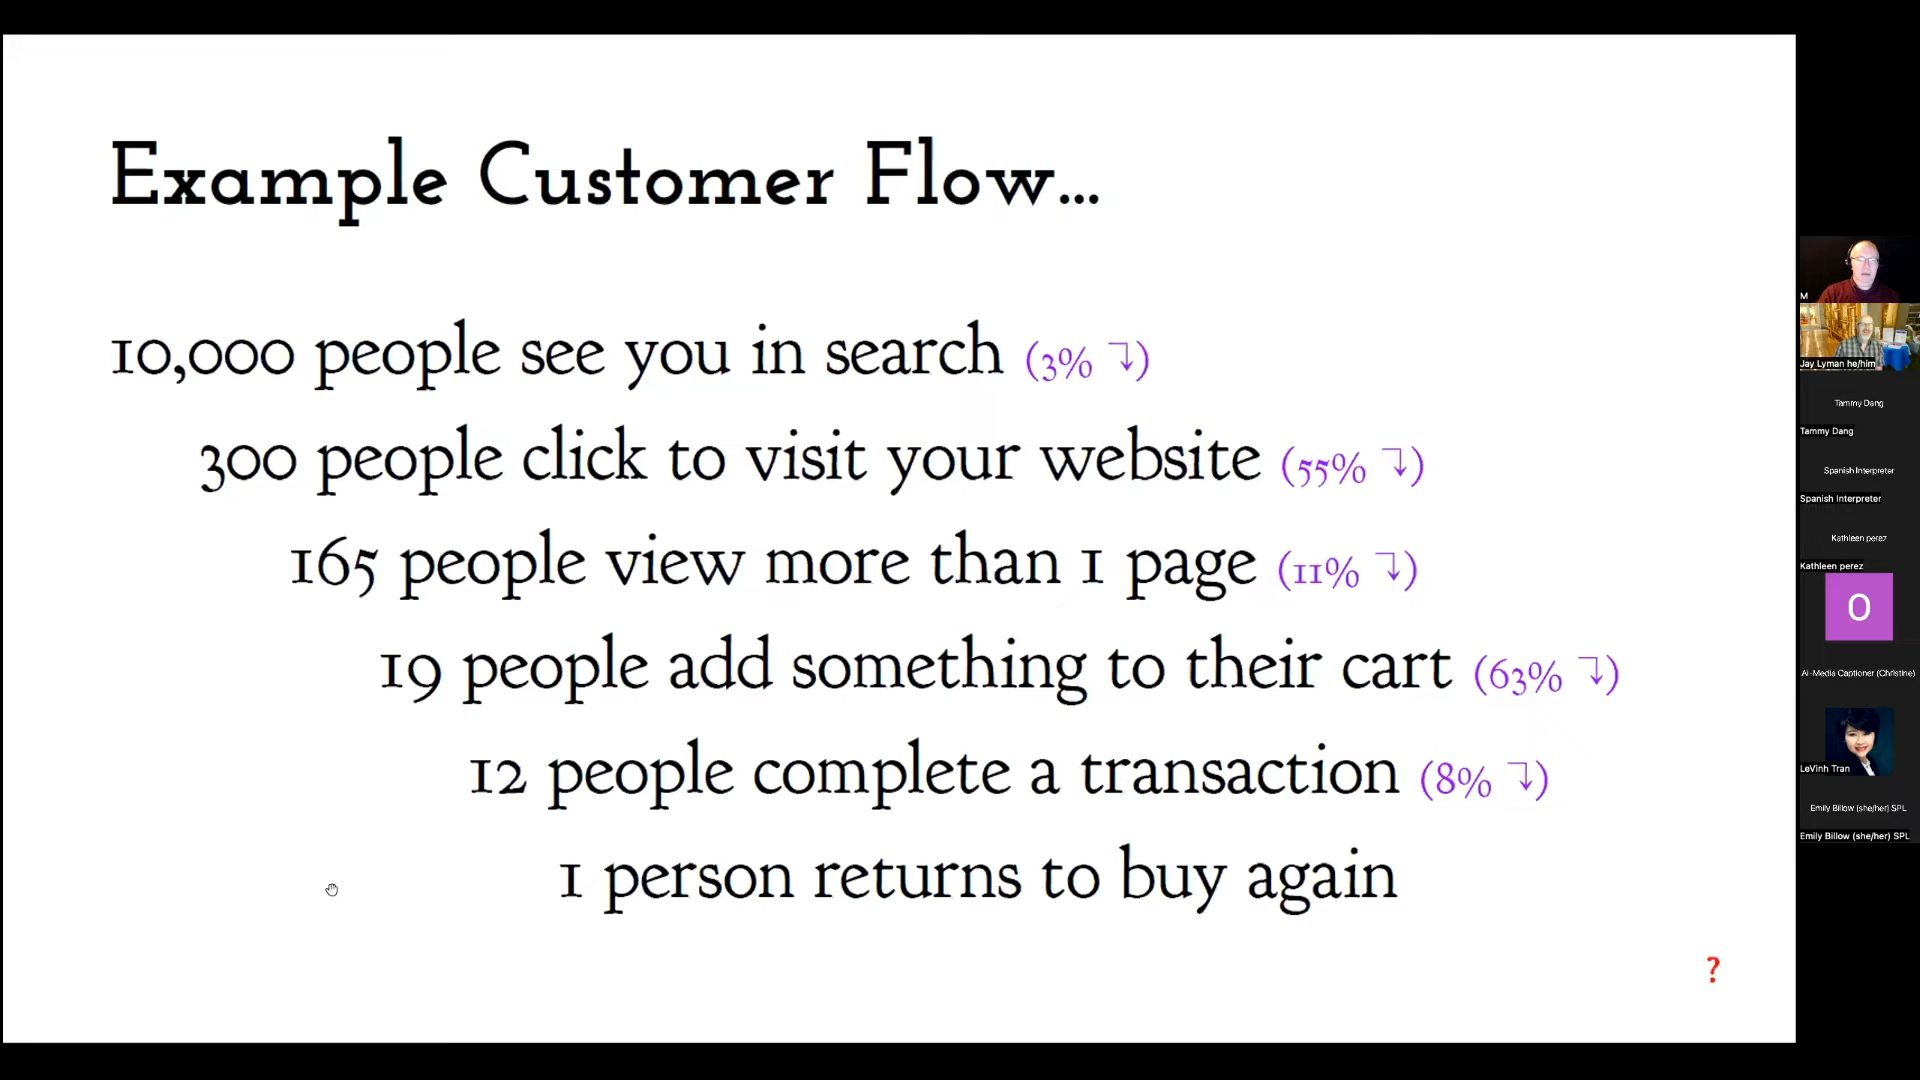 Example Customer Flow...
10,000 people see you in search (3% ↴)
300 people click to visit your website (55% ↴)
165 people view more than 1 page (11% ↴)
19 people add something to their cart (63% ↴)
12 people complete a transaction (8% ↴)
1 person returns to buy again
?
M
Jay Lyman he/him
Tammy Dang
Tammy Dang
Spanish Interpreter
Spanish Interpreter
Kathleen perez
Kathleen perez
O
AI-Media Captioner (Christine)
LeVinh Tran
Emily Billow (she/her) SPL
Emily Billow (she/her) SPL